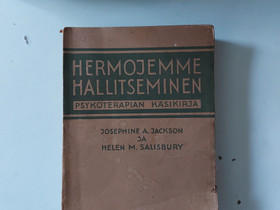 HERMOJEMME
HALLITSEMINEN
PSYKOTERAPIAN KÄSIKIRJA
JOSEPHINE A. JACKSON
JA
HELEN M. SALISBURY